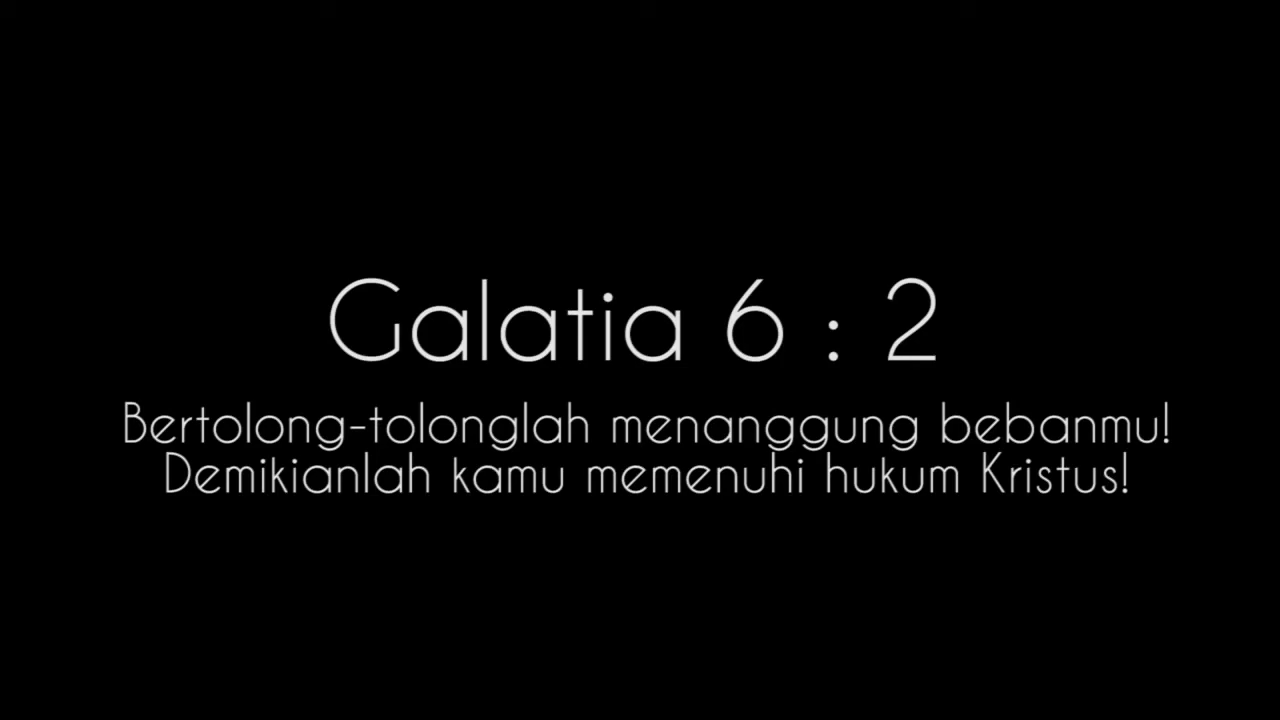 Galatia 6 : 2
Bertolong-tolonglah menanggung bebanmu!
Demikianlah kamu memenuhi hukum Kristus!